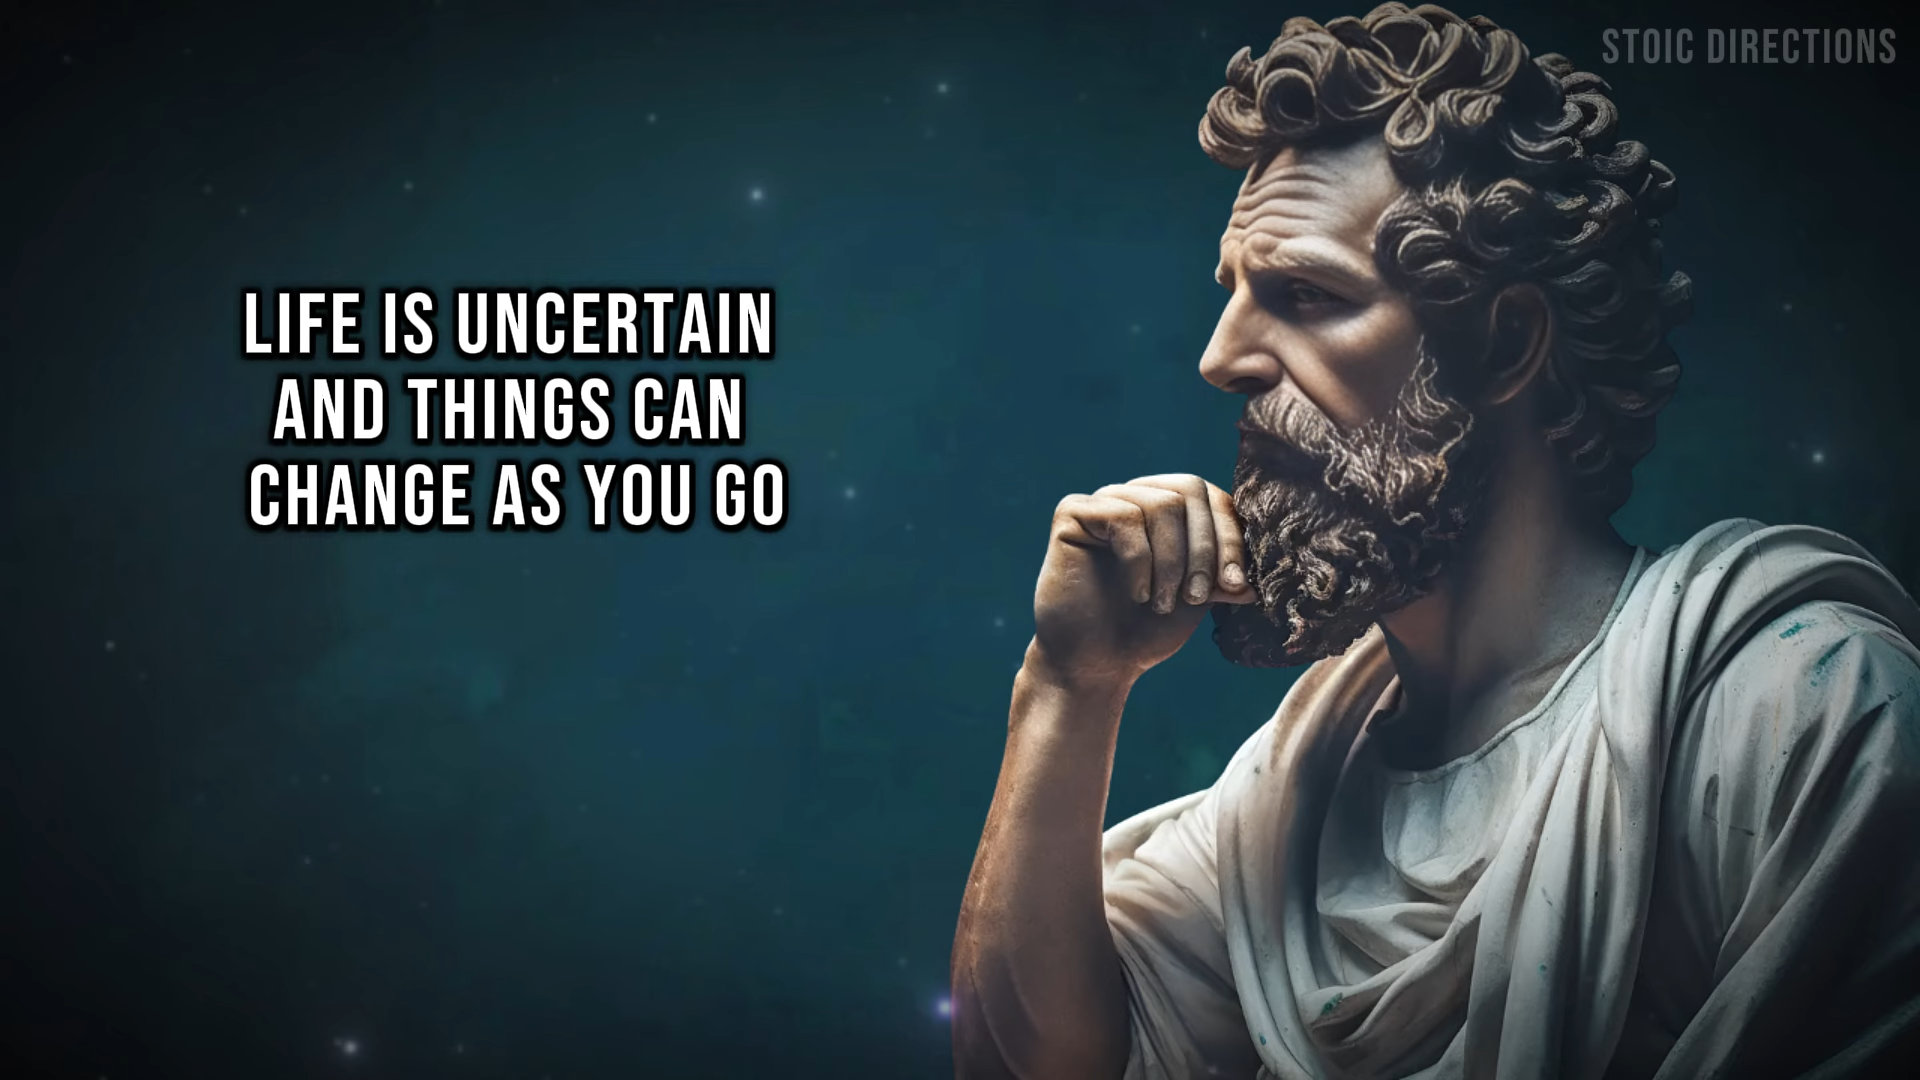 STOIC DIRECTIONS
LIFE IS UNCERTAIN
AND THINGS CAN
CHANGE AS YOU GO